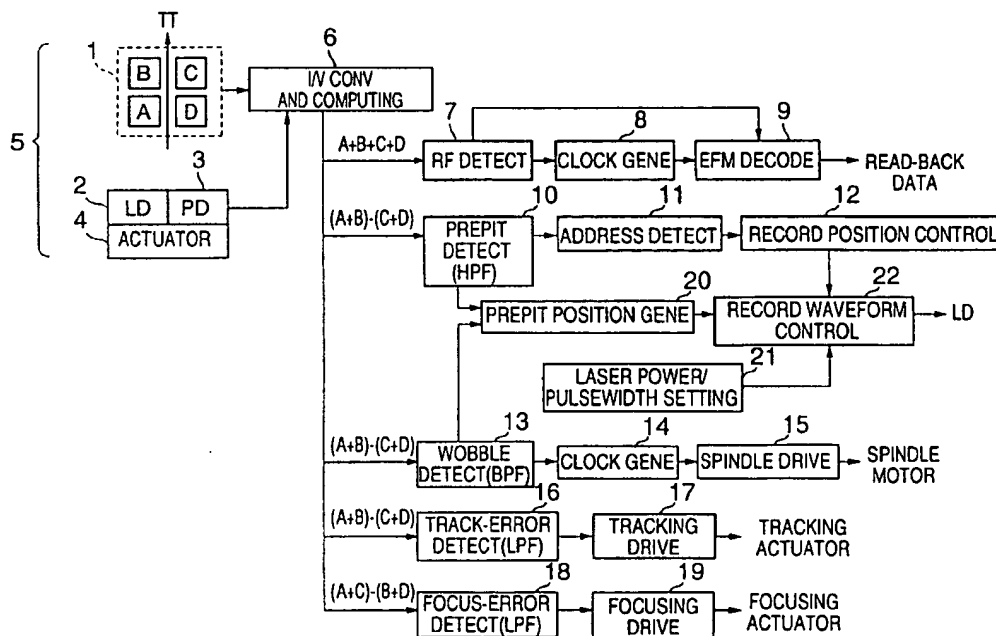 TT
1
B C
A D
5
6
I/V CONV
AND COMPUTING
2
3
LD PD
4
ACTUATOR
A+B+C+D
7
RF DETECT
8
CLOCK GENE
9
EFM DECODE
READ-BACK
DATA
(A+B)-(C+D)
10
PREPIT
DETECT
(HPF)
11
ADDRESS DETECT
12
RECORD POSITION CONTROL
20
PREPIT POSITION GENE
22
RECORD WAVEFORM
CONTROL
LD
21
LASER POWER/
PULSEWIDTH SETTING
(A+B)-(C+D)
13
WOBBLE
DETECT(BPF)
14
CLOCK GENE
15
SPINDLE DRIVE
SPINDLE
MOTOR
(A+B)-(C+D)
16
TRACK-ERROR
DETECT(LPF)
17
TRACKING
DRIVE
TRACKING
ACTUATOR
(A+C)-(B+D)
18
FOCUS-ERROR
DETECT(LPF)
19
FOCUSING
DRIVE
FOCUSING
ACTUATOR